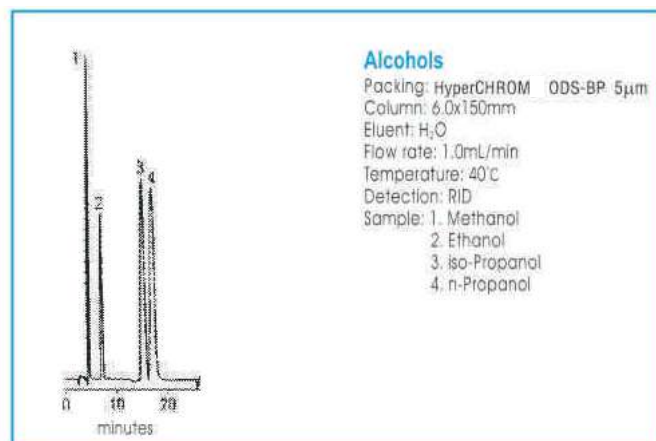 1
2
3
4
0 10 20
minutes
Alcohols
Packing: HyperCHROM ODS-BP 5μm
Column: 6.0x150mm
Eluent: H₂O
Flow rate: 1.0mL/min
Temperature: 40℃
Detection: RID
Sample: 1. Methanol
2. Ethanol
3. iso-Propanol
4. n-Propanol